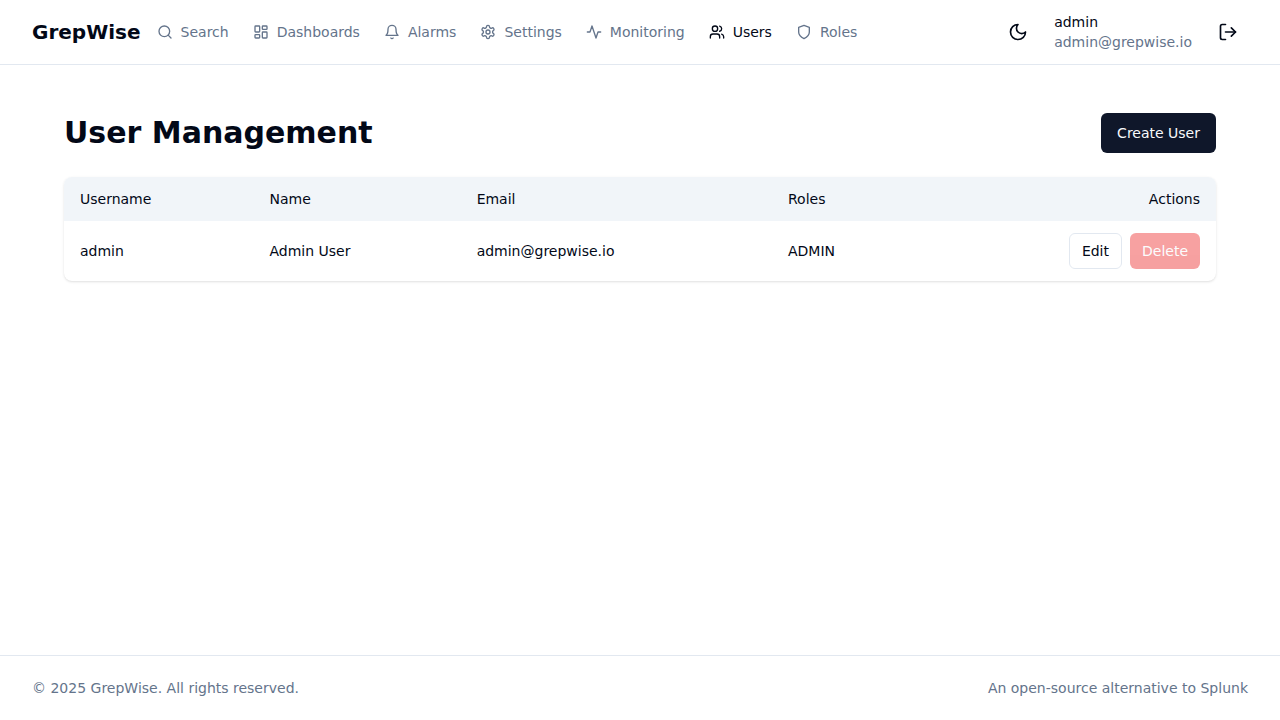 GrepWise Search Dashboards Alarms Settings Monitoring Users Roles admin
admin@grepwise.io
User Management Create User
Username Name Email Roles Actions
admin Admin User admin@grepwise.io ADMIN Edit Delete
© 2025 GrepWise. All rights reserved. An open-source alternative to Splunk